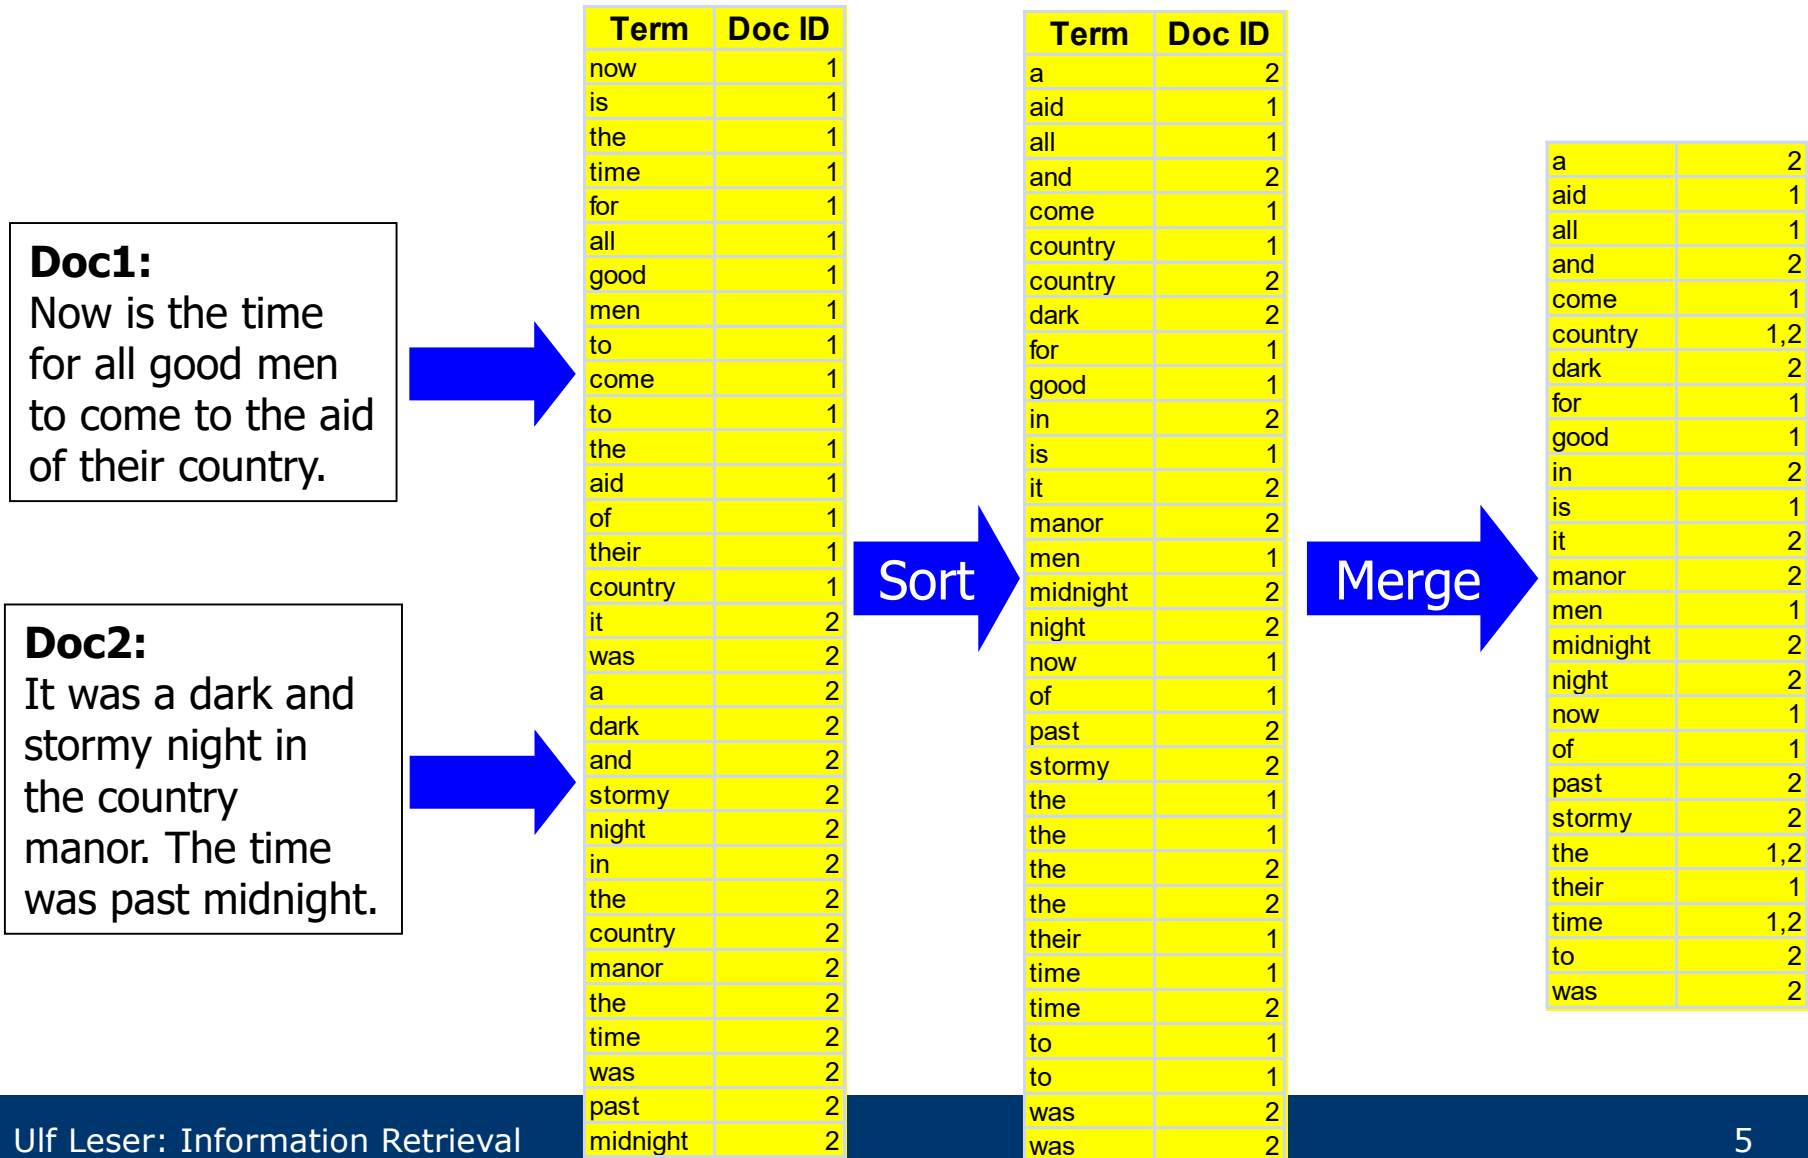 Doc1:
Now is the time
for all good men
to come to the aid
of their country.
Doc2:
It was a dark and
stormy night in
the country
manor. The time
was past midnight.
Term Doc ID
now 1
is 1
the 1
time 1
for 1
all 1
good 1
men 1
to 1
come 1
to 1
the 1
aid 1
of 1
their 1
country 1
it 2
was 2
a 2
dark 2
and 2
stormy 2
night 2
in 2
the 2
country 2
manor 2
the 2
time 2
was 2
past 2
midnight 2
Sort
Term Doc ID
a 2
aid 1
all 1
and 2
come 1
country 1
country 2
dark 2
for 1
good 1
in 2
is 1
it 2
manor 2
men 1
midnight 2
night 2
now 1
of 1
past 2
stormy 2
the 1
the 1
the 2
the 2
their 1
time 1
time 2
to 1
to 1
was 2
was 2
Merge
a 2
aid 1
all 1
and 2
come 1
country 1,2
dark 2
for 1
good 1
in 2
is 1
it 2
manor 2
men 1
midnight 2
night 2
now 1
of 1
past 2
stormy 2
the 1,2
their 1
time 1,2
to 2
was 2
Ulf Leser: Information Retrieval
5